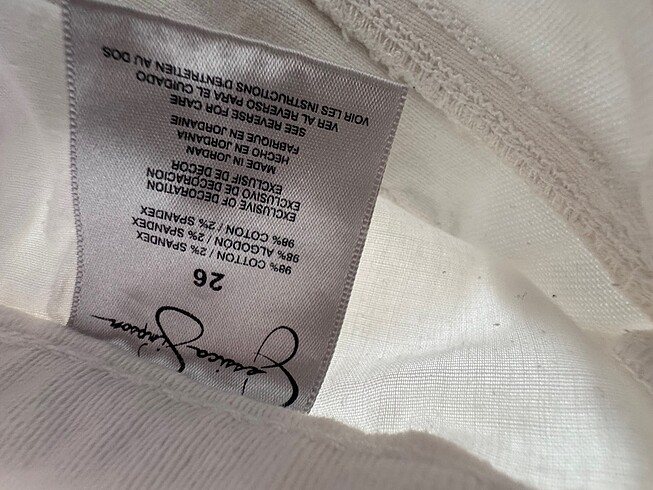 Jessica Simpson
26
98% COTTON / 2% SPANDEX
98% ALGODÓN / 2% SPANDEX
98% COTON / 2% SPANDEX
EXCLUSIVE OF DECORATION
EXCLUSIVO DE DECORACION
EXCLUSIF DE DÉCOR
MADE IN JORDAN
HECHO EN JORDANIA
FABRIQUE EN JORDANIE
SEE REVERSE FOR CARE
VER AL REVERSO PARA EL CUIDADO
VOIR LES INSTRUCTIONS D'ENTRETIEN AU DOS